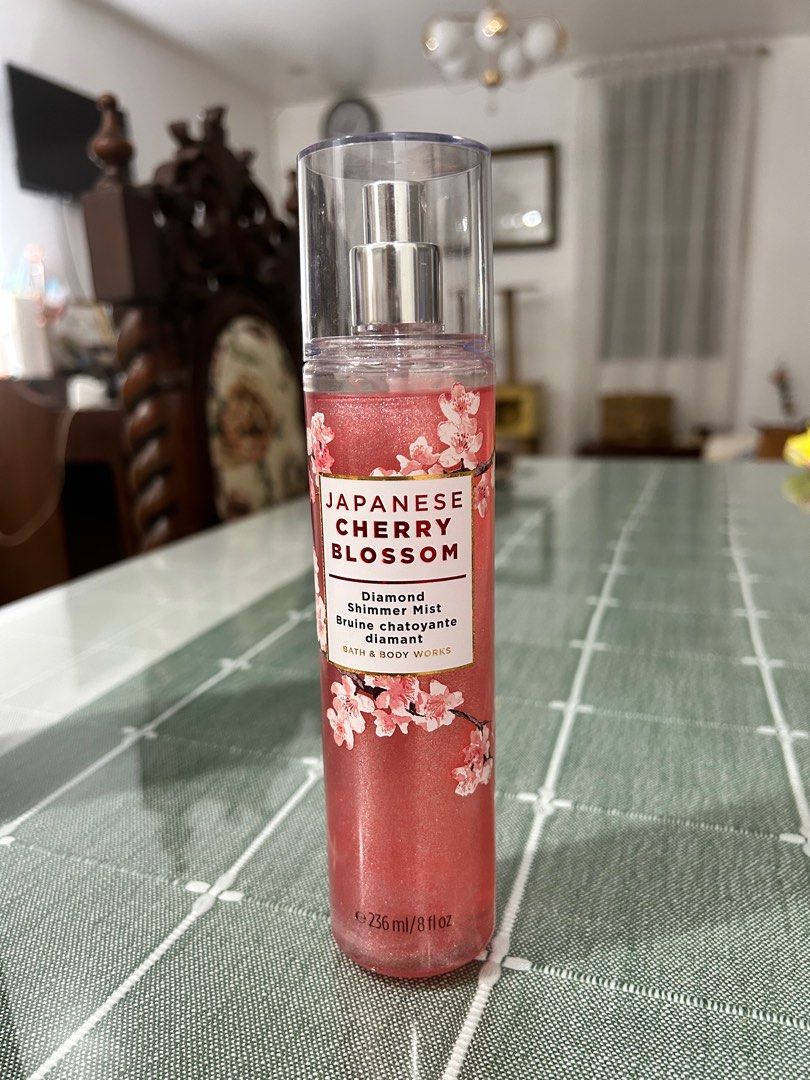 JAPANESE
CHERRY
BLOSSOM
Diamond
Shimmer Mist
Bruine chatoyante
diamant
BATH & BODY WORKS
℮ 236 ml/8 fl oz